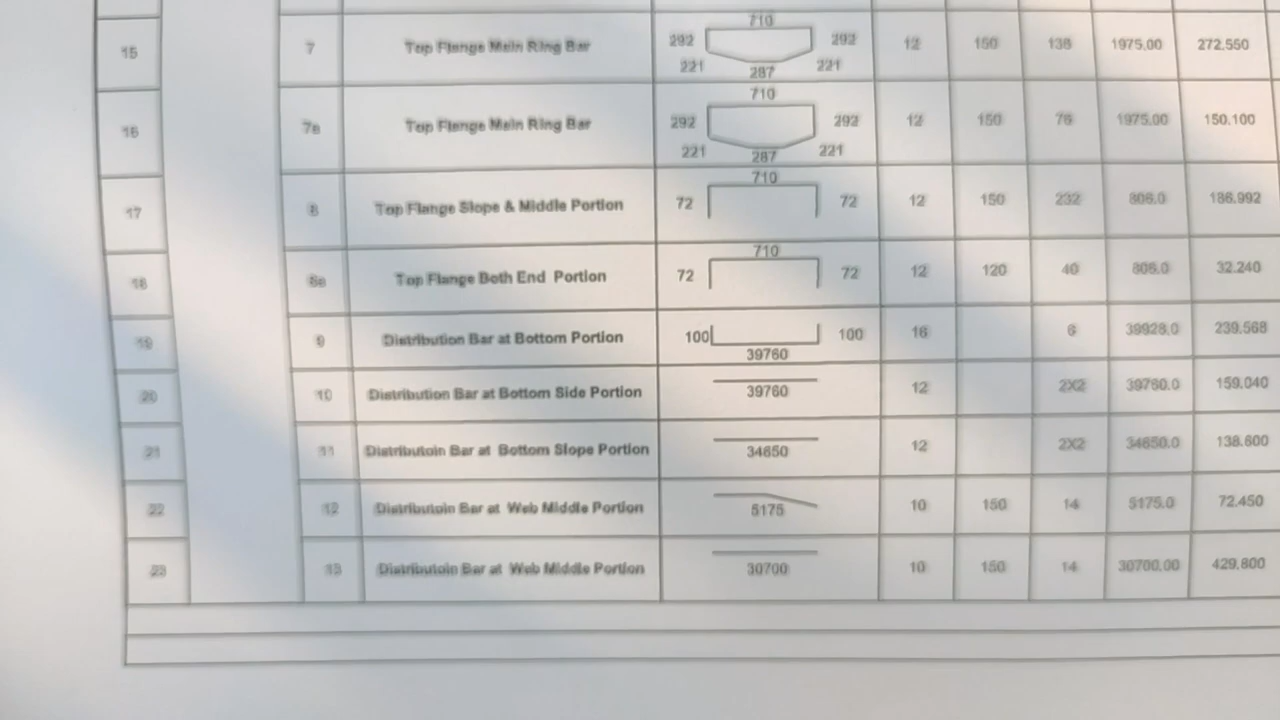 710
15 7 Top Flange Main Ring Bar 292 292 12 150 138 1975.00 272.550
221 287 221
710
16 7a Top Flange Main Ring Bar 292 292 12 150 76 1975.00 150.100
221 287 221
710
17 8 Top Flange Slope & Middle Portion 72 72 12 150 232 806.0 186.992
710
18 8a Top Flange Both End Portion 72 72 12 120 40 806.0 32.240
19 9 Distribution Bar at Bottom Portion 100 100 16 6 39928.0 239.568
39760
20 10 Distribution Bar at Bottom Side Portion 39760 12 2X2 39760.0 159.040
21 11 Distributoin Bar at Bottom Slope Portion 34650 12 2X2 34650.0 138.600
22 12 Distributoin Bar at Web Middle Portion 5175 10 150 14 5175.0 72.450
23 13 Distributoin Bar at Web Middle Portion 30700 10 150 14 30700.00 429.800